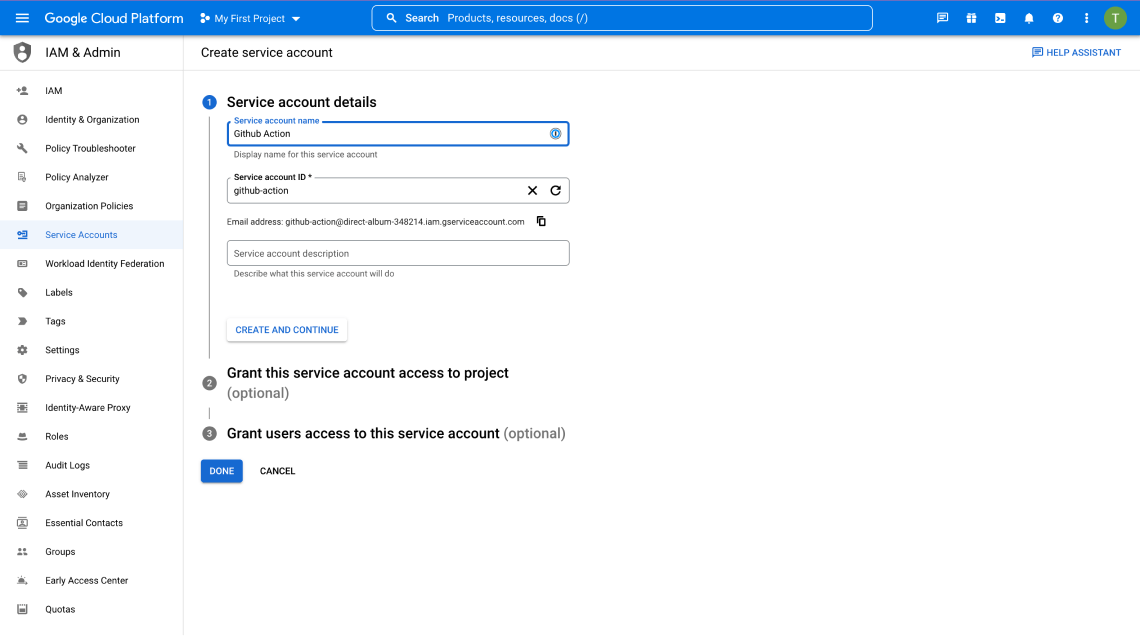 Google Cloud Platform
My First Project
Search Products, resources, docs (/)
T
IAM & Admin
Create service account
HELP ASSISTANT
IAM
Identity & Organization
Policy Troubleshooter
Policy Analyzer
Organization Policies
Service Accounts
Workload Identity Federation
Labels
Tags
Settings
Privacy & Security
Identity-Aware Proxy
Roles
Audit Logs
Asset Inventory
Essential Contacts
Groups
Early Access Center
Quotas
1 Service account details
Service account name
Github Action
Display name for this service account
Service account ID *
github-action
Email address: github-action@direct-album-348214.iam.gserviceaccount.com
Service account description
Describe what this service account will do
CREATE AND CONTINUE
2 Grant this service account access to project
(optional)
3 Grant users access to this service account (optional)
DONE CANCEL